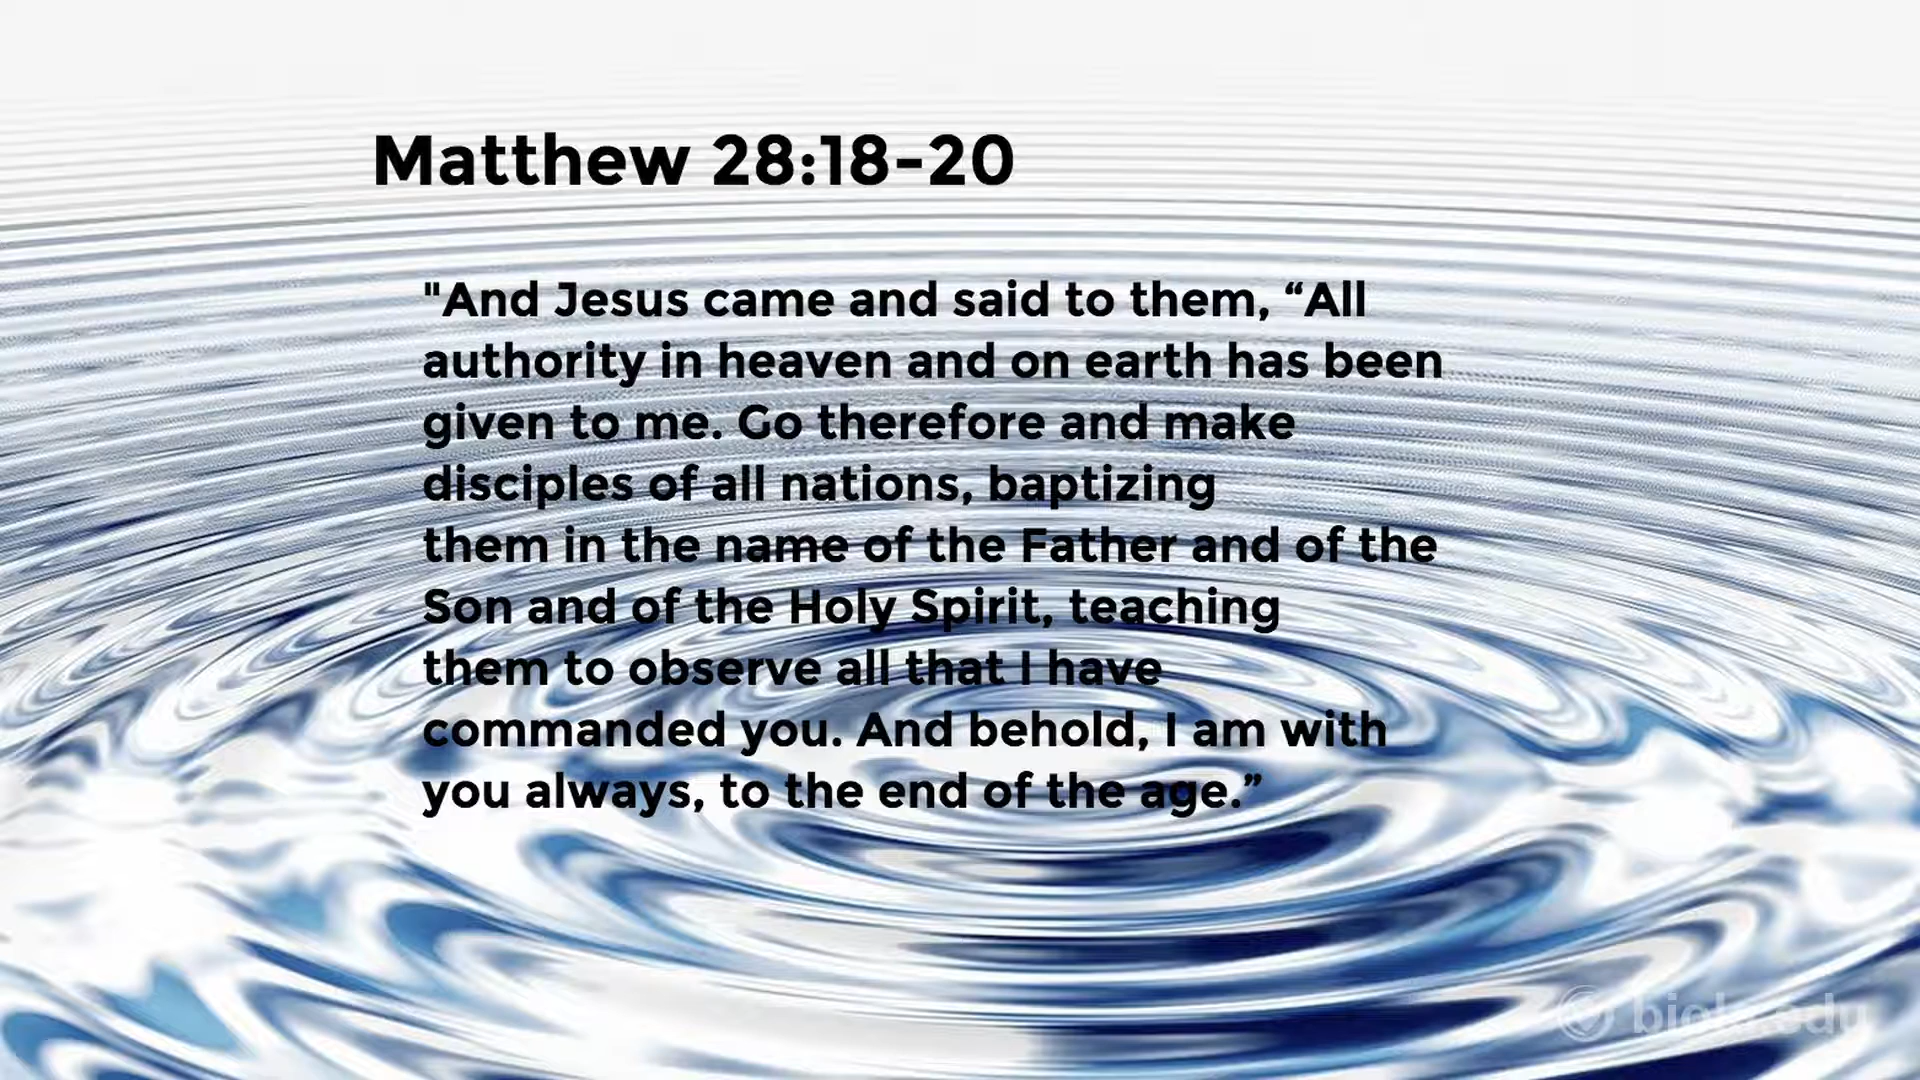 Matthew 28:18-20
"And Jesus came and said to them, “All
authority in heaven and on earth has been
given to me. Go therefore and make
disciples of all nations, baptizing
them in the name of the Father and of the
Son and of the Holy Spirit, teaching
them to observe all that I have
commanded you. And behold, I am with
you always, to the end of the age.”
biola.edu